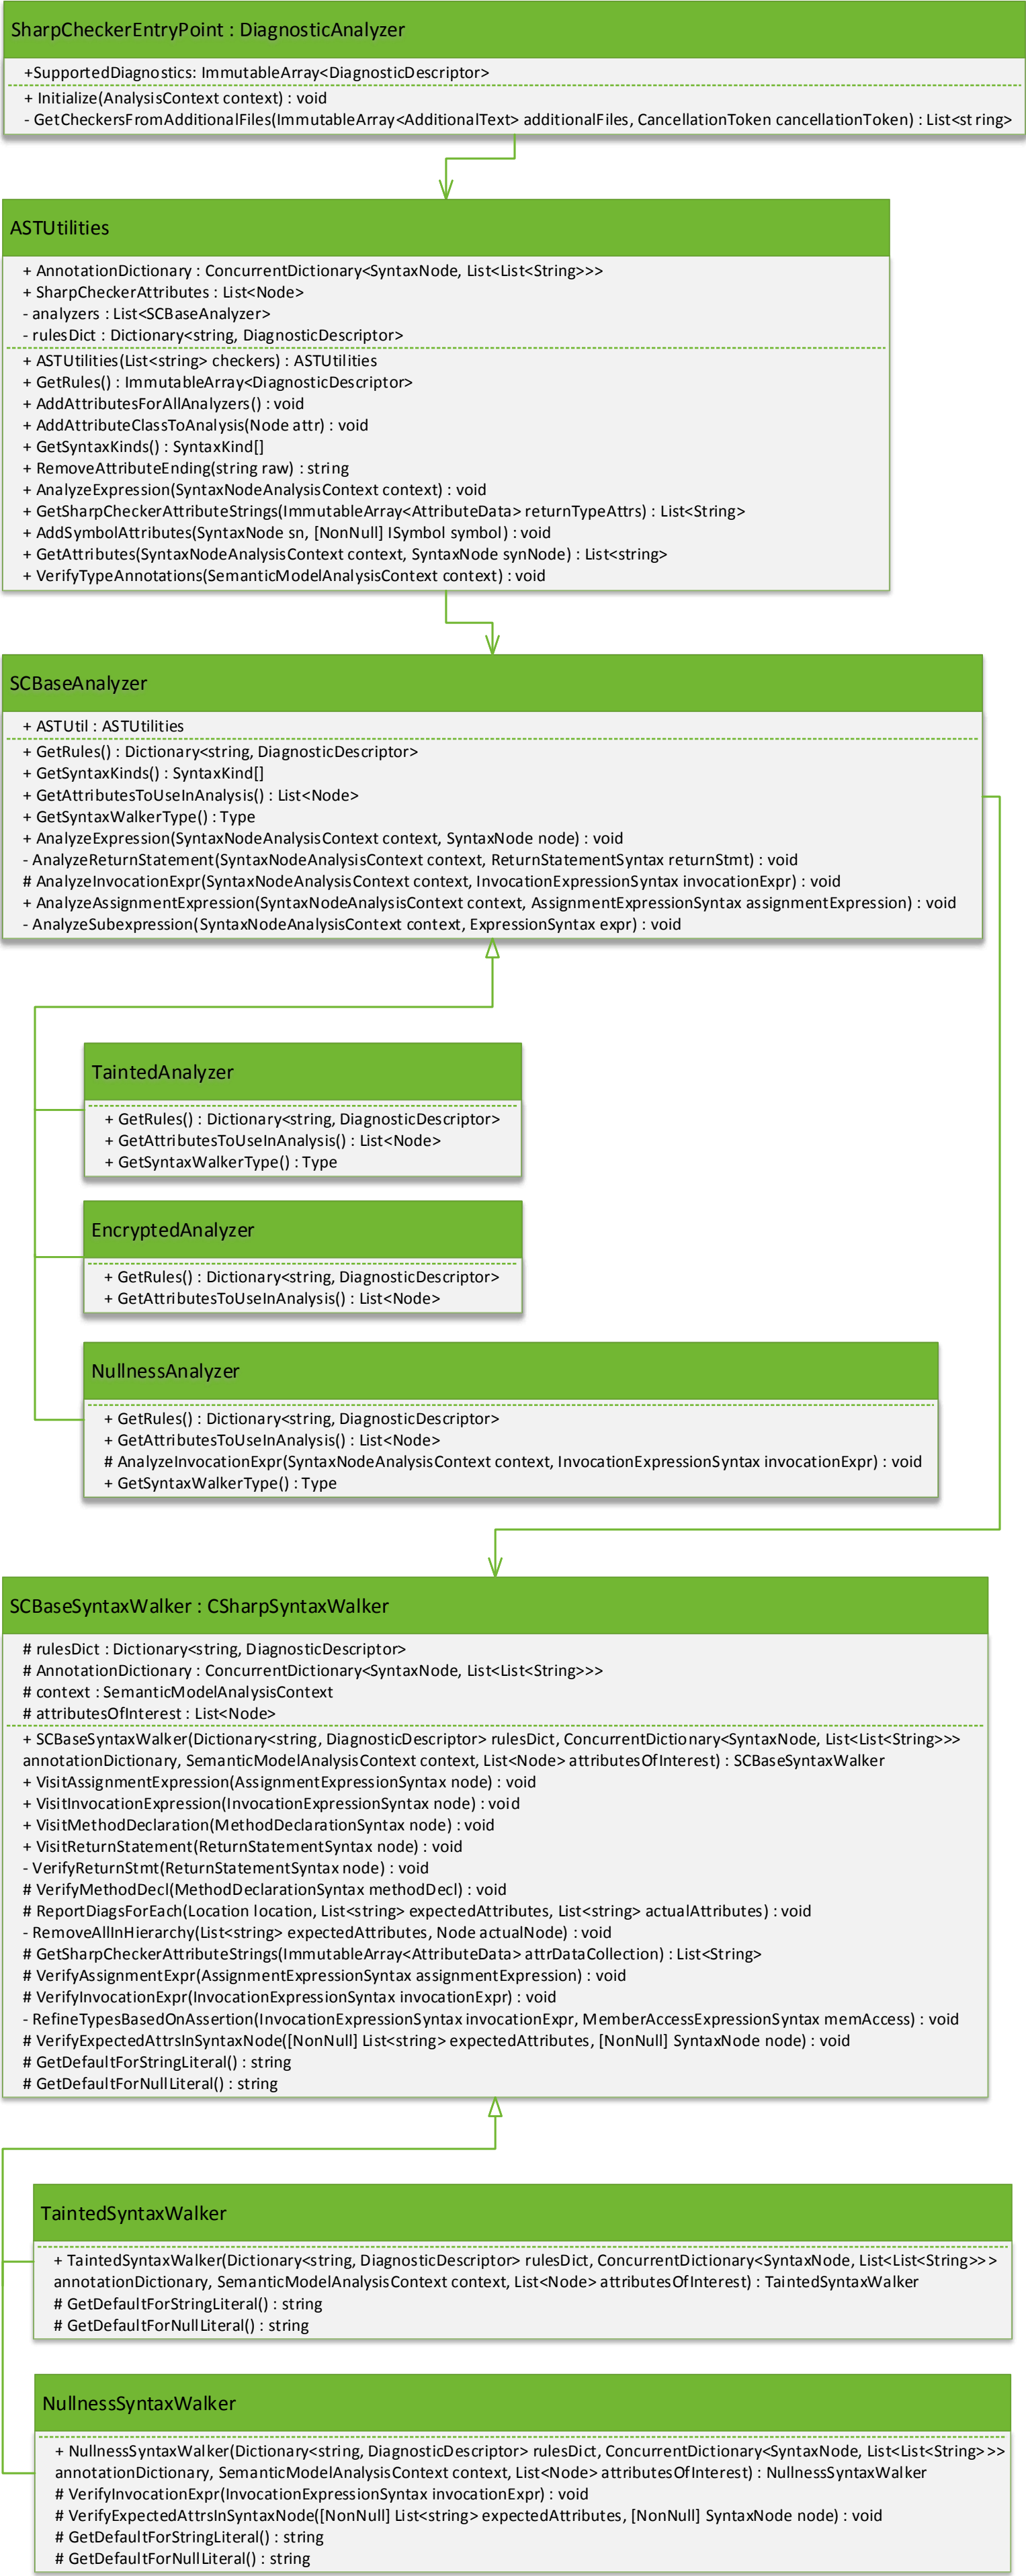 SharpCheckerEntryPoint : DiagnosticAnalyzer
+SupportedDiagnostics: ImmutableArray<DiagnosticDescriptor>
+ Initialize(AnalysisContext context) : void
- GetCheckersFromAdditionalFiles(ImmutableArray<AdditionalText> additionalFiles, CancellationToken cancellationToken) : List<string>
ASTUtilities
+ AnnotationDictionary : ConcurrentDictionary<SyntaxNode, List<List<String>>>
+ SharpCheckerAttributes : List<Node>
- analyzers : List<SCBaseAnalyzer>
- rulesDict : Dictionary<string, DiagnosticDescriptor>
+ ASTUtilities(List<string> checkers) : ASTUtilities
+ GetRules() : ImmutableArray<DiagnosticDescriptor>
+ AddAttributesForAllAnalyzers() : void
+ AddAttributeClassToAnalysis(Node attr) : void
+ GetSyntaxKinds() : SyntaxKind[]
+ RemoveAttributeEnding(string raw) : string
+ AnalyzeExpression(SyntaxNodeAnalysisContext context) : void
+ GetSharpCheckerAttributeStrings(ImmutableArray<AttributeData> returnTypeAttrs) : List<String>
+ AddSymbolAttributes(SyntaxNode sn, [NonNull] ISymbol symbol) : void
+ GetAttributes(SyntaxNodeAnalysisContext context, SyntaxNode synNode) : List<string>
+ VerifyTypeAnnotations(SemanticModelAnalysisContext context) : void
SCBaseAnalyzer
+ ASTUtil : ASTUtilities
+ GetRules() : Dictionary<string, DiagnosticDescriptor>
+ GetSyntaxKinds() : SyntaxKind[]
+ GetAttributesToUseInAnalysis() : List<Node>
+ GetSyntaxWalkerType() : Type
+ AnalyzeExpression(SyntaxNodeAnalysisContext context, SyntaxNode node) : void
- AnalyzeReturnStatement(SyntaxNodeAnalysisContext context, ReturnStatementSyntax returnStmt) : void
# AnalyzeInvocationExpr(SyntaxNodeAnalysisContext context, InvocationExpressionSyntax invocationExpr) : void
+ AnalyzeAssignmentExpression(SyntaxNodeAnalysisContext context, AssignmentExpressionSyntax assignmentExpression) : void
- AnalyzeSubexpression(SyntaxNodeAnalysisContext context, ExpressionSyntax expr) : void
TaintedAnalyzer
+ GetRules() : Dictionary<string, DiagnosticDescriptor>
+ GetAttributesToUseInAnalysis() : List<Node>
+ GetSyntaxWalkerType() : Type
EncryptedAnalyzer
+ GetRules() : Dictionary<string, DiagnosticDescriptor>
+ GetAttributesToUseInAnalysis() : List<Node>
NullnessAnalyzer
+ GetRules() : Dictionary<string, DiagnosticDescriptor>
+ GetAttributesToUseInAnalysis() : List<Node>
# AnalyzeInvocationExpr(SyntaxNodeAnalysisContext context, InvocationExpressionSyntax invocationExpr) : void
+ GetSyntaxWalkerType() : Type
SCBaseSyntaxWalker : CSharpSyntaxWalker
# rulesDict : Dictionary<string, DiagnosticDescriptor>
# AnnotationDictionary : ConcurrentDictionary<SyntaxNode, List<List<String>>>
# context : SemanticModelAnalysisContext
# attributesOfInterest : List<Node>
+ SCBaseSyntaxWalker(Dictionary<string, DiagnosticDescriptor> rulesDict, ConcurrentDictionary<SyntaxNode, List<List<String>>>
annotationDictionary, SemanticModelAnalysisContext context, List<Node> attributesOfInterest) : SCBaseSyntaxWalker
+ VisitAssignmentExpression(AssignmentExpressionSyntax node) : void
+ VisitInvocationExpression(InvocationExpressionSyntax node) : void
+ VisitMethodDeclaration(MethodDeclarationSyntax node) : void
+ VisitReturnStatement(ReturnStatementSyntax node) : void
- VerifyReturnStmt(ReturnStatementSyntax node) : void
# VerifyMethodDecl(MethodDeclarationSyntax methodDecl) : void
# ReportDiagsForEach(Location location, List<string> expectedAttributes, List<string> actualAttributes) : void
- RemoveAllInHierarchy(List<string> expectedAttributes, Node actualNode) : void
# GetSharpCheckerAttributeStrings(ImmutableArray<AttributeData> attrDataCollection) : List<String>
# VerifyAssignmentExpr(AssignmentExpressionSyntax assignmentExpression) : void
# VerifyInvocationExpr(InvocationExpressionSyntax invocationExpr) : void
- RefineTypesBasedOnAssertion(InvocationExpressionSyntax invocationExpr, MemberAccessExpressionSyntax memAccess) : void
# VerifyExpectedAttrsInSyntaxNode([NonNull] List<string> expectedAttributes, [NonNull] SyntaxNode node) : void
# GetDefaultForStringLiteral() : string
# GetDefaultForNullLiteral() : string
TaintedSyntaxWalker
+ TaintedSyntaxWalker(Dictionary<string, DiagnosticDescriptor> rulesDict, ConcurrentDictionary<SyntaxNode, List<List<String>>>
annotationDictionary, SemanticModelAnalysisContext context, List<Node> attributesOfInterest) : TaintedSyntaxWalker
# GetDefaultForStringLiteral() : string
# GetDefaultForNullLiteral() : string
NullnessSyntaxWalker
+ NullnessSyntaxWalker(Dictionary<string, DiagnosticDescriptor> rulesDict, ConcurrentDictionary<SyntaxNode, List<List<String>>>
annotationDictionary, SemanticModelAnalysisContext context, List<Node> attributesOfInterest) : NullnessSyntaxWalker
# VerifyInvocationExpr(InvocationExpressionSyntax invocationExpr) : void
# VerifyExpectedAttrsInSyntaxNode([NonNull] List<string> expectedAttributes, [NonNull] SyntaxNode node) : void
# GetDefaultForStringLiteral() : string
# GetDefaultForNullLiteral() : string